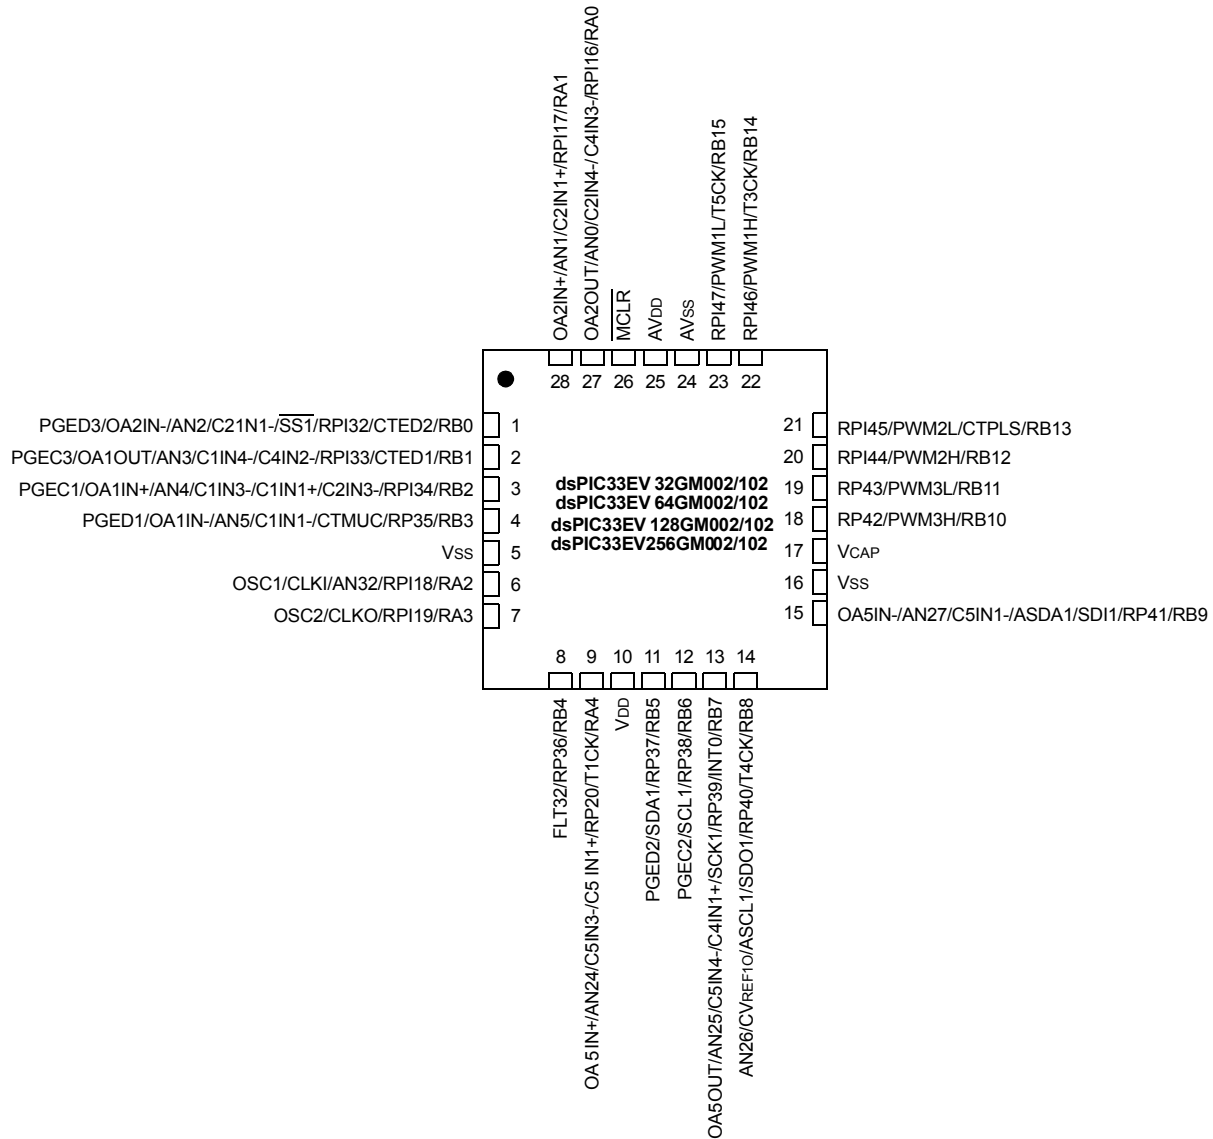 OA2IN+/AN1/C2IN1+/RPI17/RA1
OA2OUT/AN0/C2IN4-/C4IN3-/RPI16/RA0
MCLR
AVDD
AVSS
RPI47/PWM1L/T5CK/RB15
RPI46/PWM1H/T3CK/RB14
28 27 26 25 24 23 22
PGED3/OA2IN-/AN2/C21N1-/SS1/RPI32/CTED2/RB0 1
PGEC3/OA1OUT/AN3/C1IN4-/C4IN2-/RPI33/CTED1/RB1 2
PGEC1/OA1IN+/AN4/C1IN3-/C1IN1+/C2IN3-/RPI34/RB2 3
PGED1/OA1IN-/AN5/C1IN1-/CTMUC/RP35/RB3 4
VSS 5
OSC1/CLKI/AN32/RPI18/RA2 6
OSC2/CLKO/RPI19/RA3 7
dsPIC33EV 32GM002/102
dsPIC33EV 64GM002/102
dsPIC33EV 128GM002/102
dsPIC33EV256GM002/102
21 RPI45/PWM2L/CTPLS/RB13
20 RPI44/PWM2H/RB12
19 RP43/PWM3L/RB11
18 RP42/PWM3H/RB10
17 VCAP
16 VSS
15 OA5IN-/AN27/C5IN1-/ASDA1/SDI1/RP41/RB9
8 9 10 11 12 13 14
FLT32/RP36/RB4
OA5IN+/AN24/C5IN3-/C5 IN1+/RP20/T1CK/RA4
VDD
PGED2/SDA1/RP37/RB5
PGEC2/SCL1/RP38/RB6
OA5OUT/AN25/C5IN4-/C4IN1+/SCK1/RP39/INT0/RB7
AN26/CVREF1O/ASCL1/SDO1/RP40/T4CK/RB8